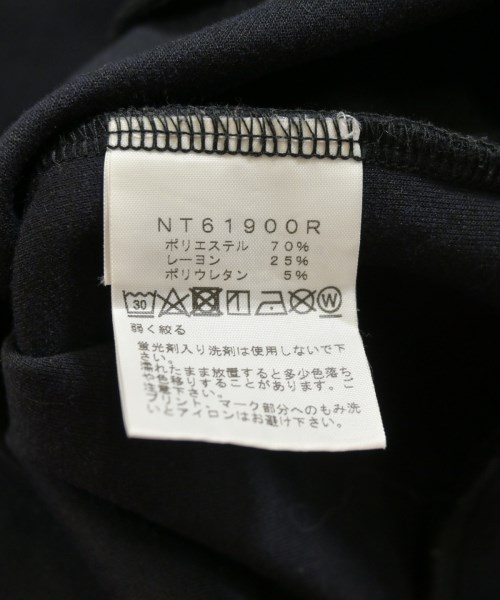 NT61900R
ポリエステル 70%
レーヨン 25%
ポリウレタン 5%
30 W
弱く絞る
蛍光剤入り洗剤は使用しないで下
さい。
濡れたまま放置すると多少色落ち
や色移りすることがあります。ご
注意下さい。
プリント、マーク部分へのもみ洗
いとアイロンはお避け下さい。